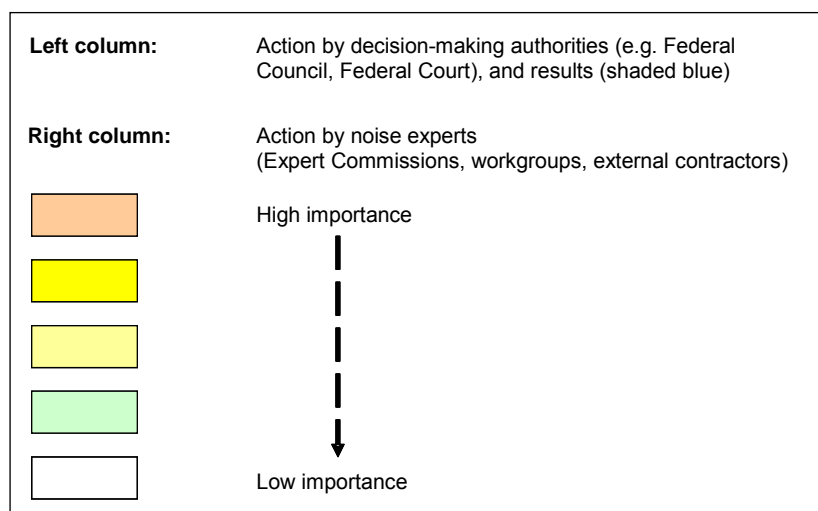 Left column: Action by decision-making authorities (e.g. Federal
Council, Federal Court), and results (shaded blue)
Right column: Action by noise experts
(Expert Commissions, workgroups, external contractors)
High importance
Low importance